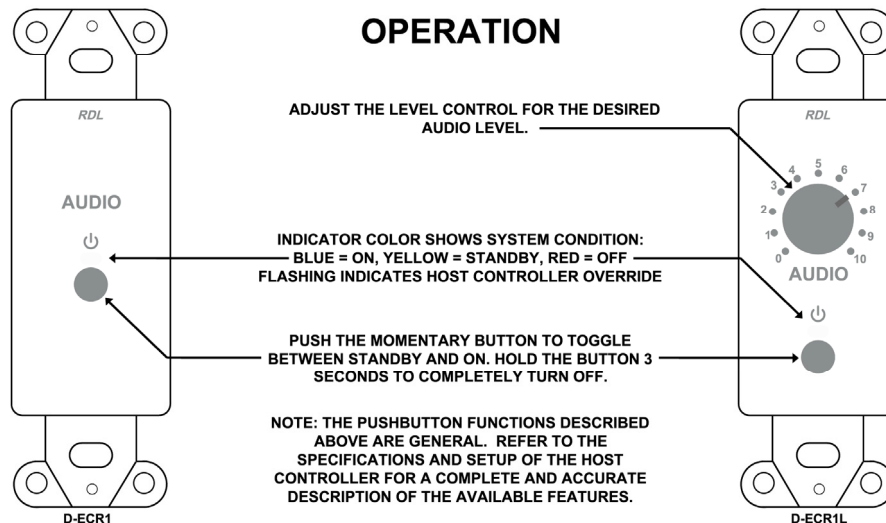 OPERATION
RDL
AUDIO
D-ECR1
ADJUST THE LEVEL CONTROL FOR THE DESIRED
AUDIO LEVEL.
INDICATOR COLOR SHOWS SYSTEM CONDITION:
BLUE = ON, YELLOW = STANDBY, RED = OFF
FLASHING INDICATES HOST CONTROLLER OVERRIDE
PUSH THE MOMENTARY BUTTON TO TOGGLE
BETWEEN STANDBY AND ON. HOLD THE BUTTON 3
SECONDS TO COMPLETELY TURN OFF.
NOTE: THE PUSHBUTTON FUNCTIONS DESCRIBED
ABOVE ARE GENERAL. REFER TO THE
SPECIFICATIONS AND SETUP OF THE HOST
CONTROLLER FOR A COMPLETE AND ACCURATE
DESCRIPTION OF THE AVAILABLE FEATURES.
RDL
0
1
2
3
4
5
6
7
8
9
10
AUDIO
D-ECR1L